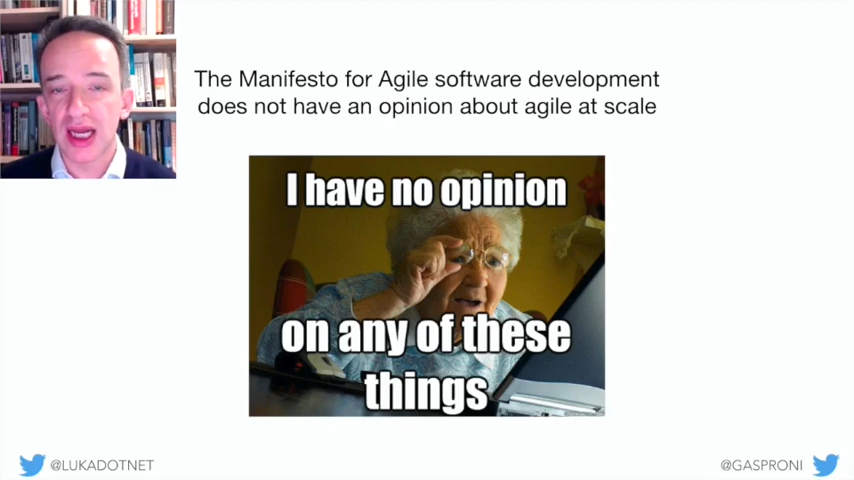 The Manifesto for Agile software development
does not have an opinion about agile at scale
I have no opinion
on any of these
things
@LUKADOTNET
@GASPRONI